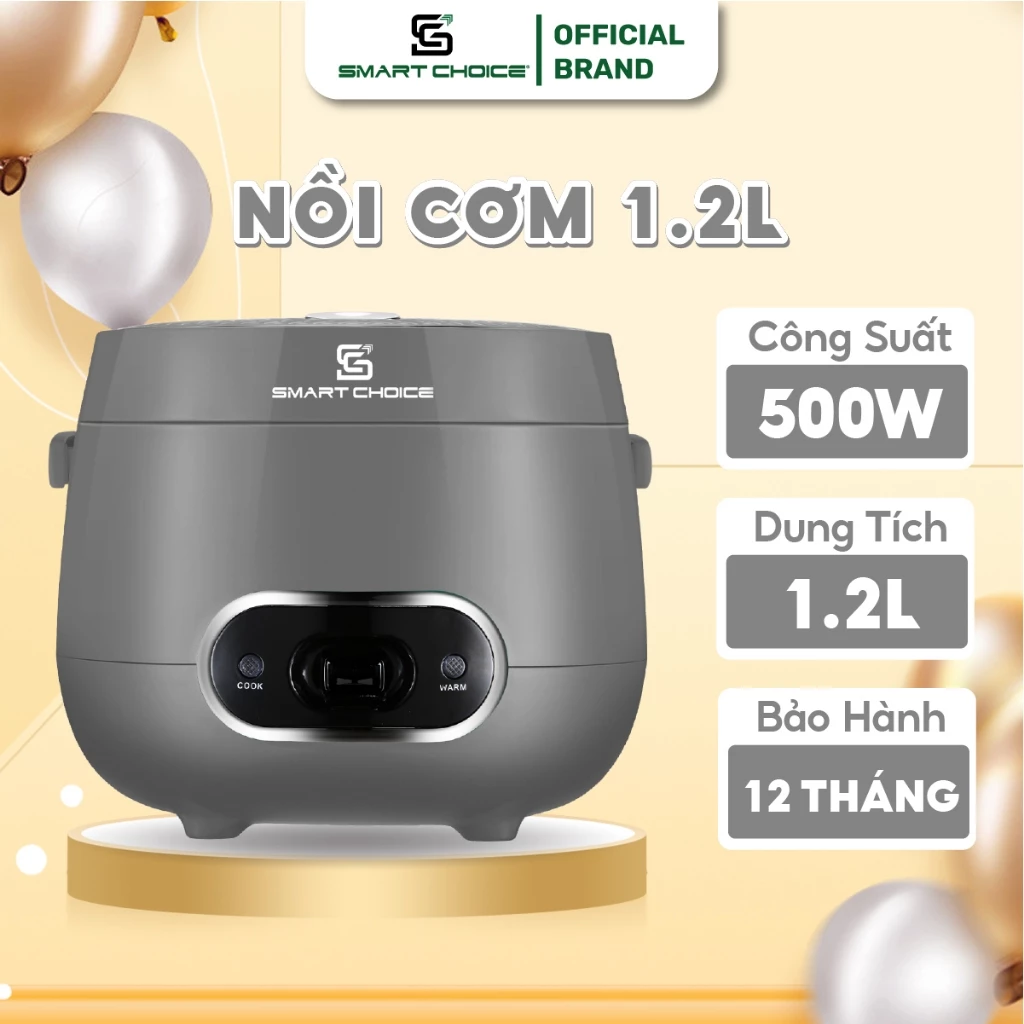 SMART CHOICE®
OFFICIAL
BRAND
NỒI CƠM 1.2L
SMART CHOICE
COOK
WARM
Công Suất
500W
Dung Tích
1.2L
Bảo Hành
12 THÁNG